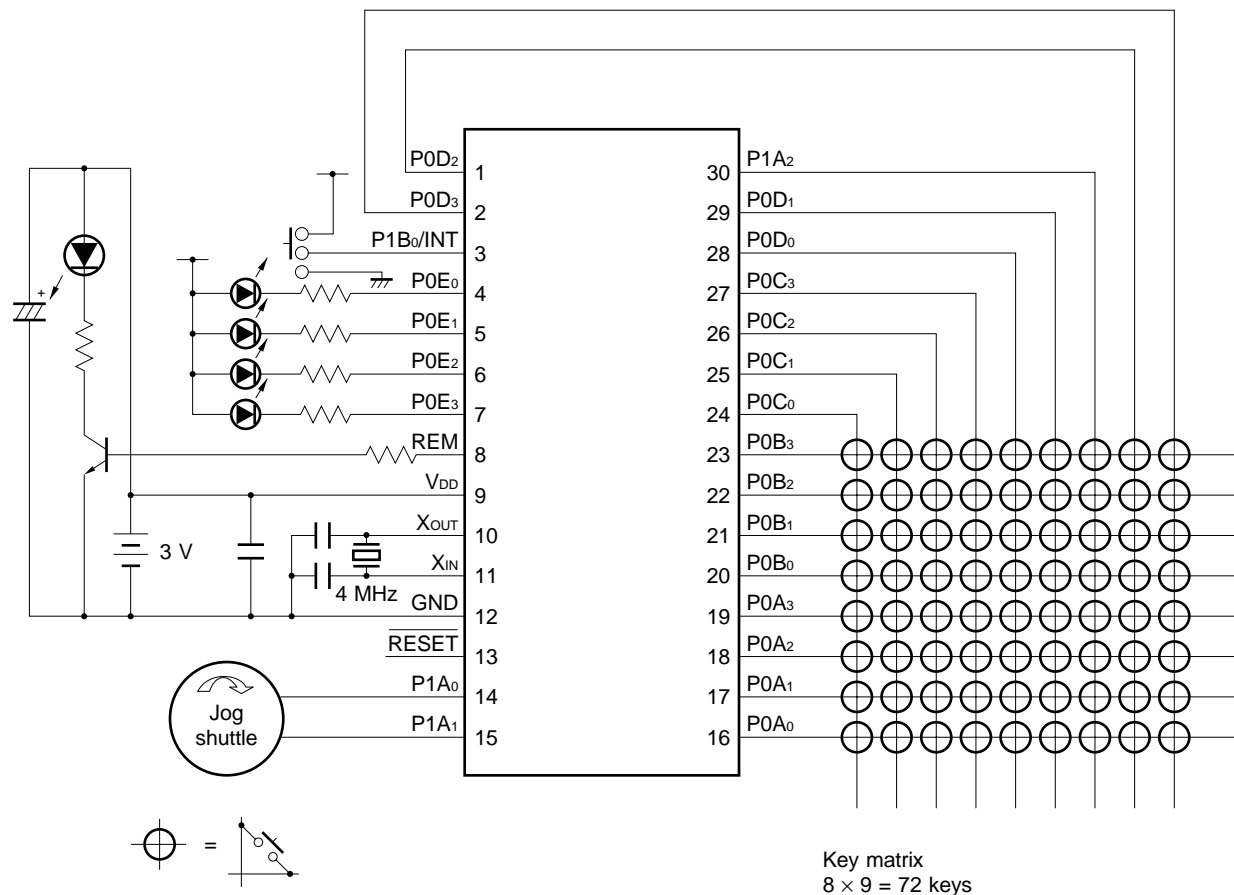 P0D₂ 1
P0D₃ 2
P1B₀/INT 3
P0E₀ 4
P0E₁ 5
P0E₂ 6
P0E₃ 7
REM 8
VDD 9
XOUT 10
XIN 11
GND 12
RESET 13
P1A₀ 14
P1A₁ 15
30 P1A₂
29 P0D₁
28 P0D₀
27 P0C₃
26 P0C₂
25 P0C₁
24 P0C₀
23 P0B₃
22 P0B₂
21 P0B₁
20 P0B₀
19 P0A₃
18 P0A₂
17 P0A₁
16 P0A₀
+
3 V
4 MHz
Jog
shuttle
=
Key matrix
8 × 9 = 72 keys